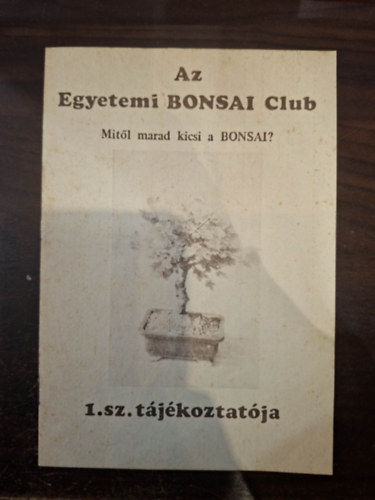 Az
Egyetemi BONSAI Club
Mitől marad kicsi a BONSAI?
1.sz. tájékoztatója